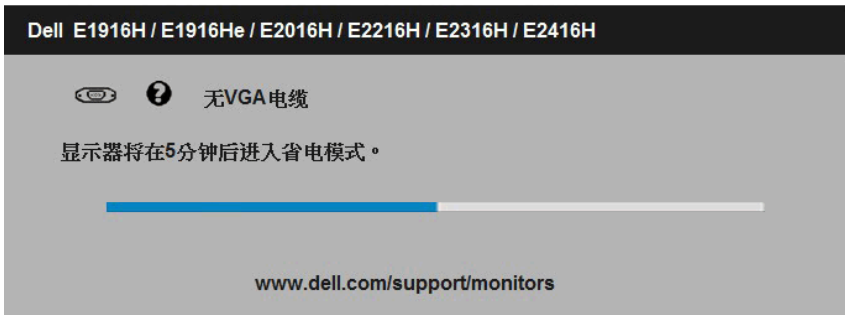 Dell E1916H / E1916He / E2016H / E2216H / E2316H / E2416H
? 无VGA电缆
显示器将在5分钟后进入省电模式。
www.dell.com/support/monitors